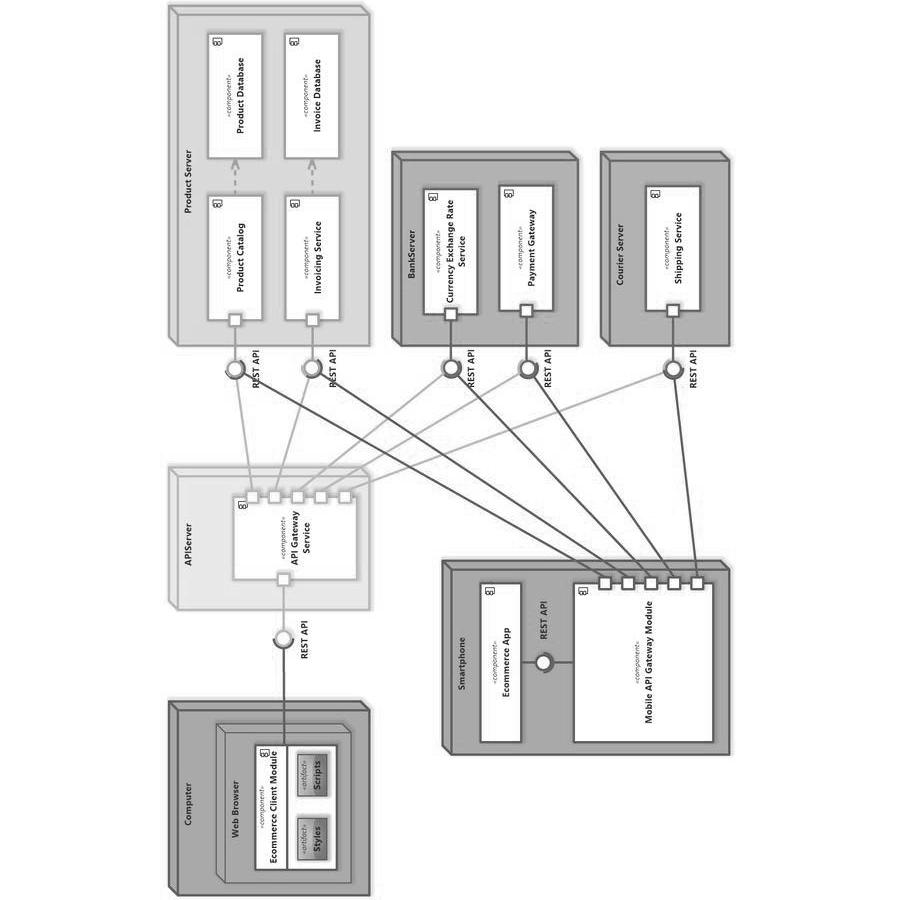 Computer
Web Browser
«component»
Ecommerce Client Module
«artifact»
Styles
«artifact»
Scripts
REST API
APIServer
«component»
API Gateway
Service
Product Server
«component»
Product Catalog
«component»
Product Database
«component»
Invoicing Service
«component»
Invoice Database
REST API
REST API
BankServer
«component»
Currency Exchange Rate
Service
«component»
Payment Gateway
REST API
REST API
Courier Server
«component»
Shipping Service
REST API
Smartphone
«component»
Ecommerce App
REST API
«component»
Mobile API Gateway Module